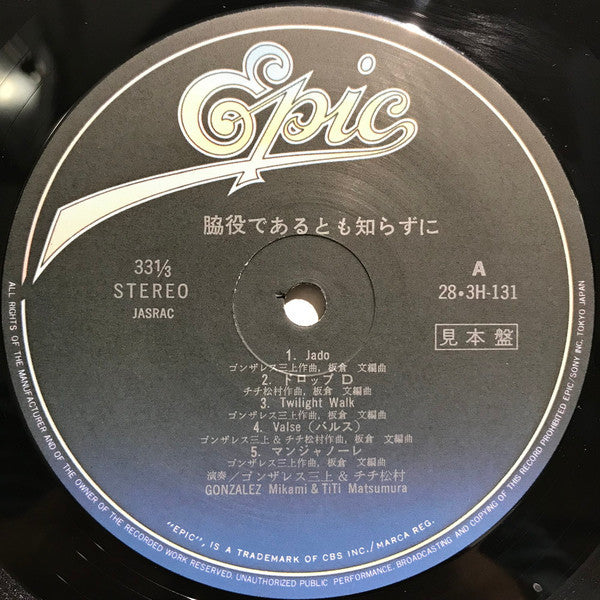 Epic
脇役であるとも知らずに
33⅓
STEREO
JASRAC
A
28・3H-131
見本盤
1. Jado
ゴンザレス三上作曲, 板倉 文編曲
2. ドロップ D
チチ松村作曲, 板倉 文編曲
3. Twilight Walk
ゴンザレス三上作曲, 板倉 文編曲
4. Valse (バルス)
ゴンザレス三上 & チチ松村作曲, 板倉 文編曲
5. マンジャノーレ
ゴンザレス三上作曲, 板倉 文編曲
演奏/ゴンザレス三上 & チチ松村
GONZALEZ Mikami & TiTi Matsumura
"EPIC", IS A TRADEMARK OF CBS INC./MARCA REG.
ALL RIGHTS OF THE MANUFACTURER AND OF THE OWNER OF THE RECORDED WORK RESERVED. UNAUTHORIZED PUBLIC PERFORMANCE, BROADCASTING AND COPYING OF THIS RECORD PROHIBITED EPIC/SONY INC. TOKYO JAPAN